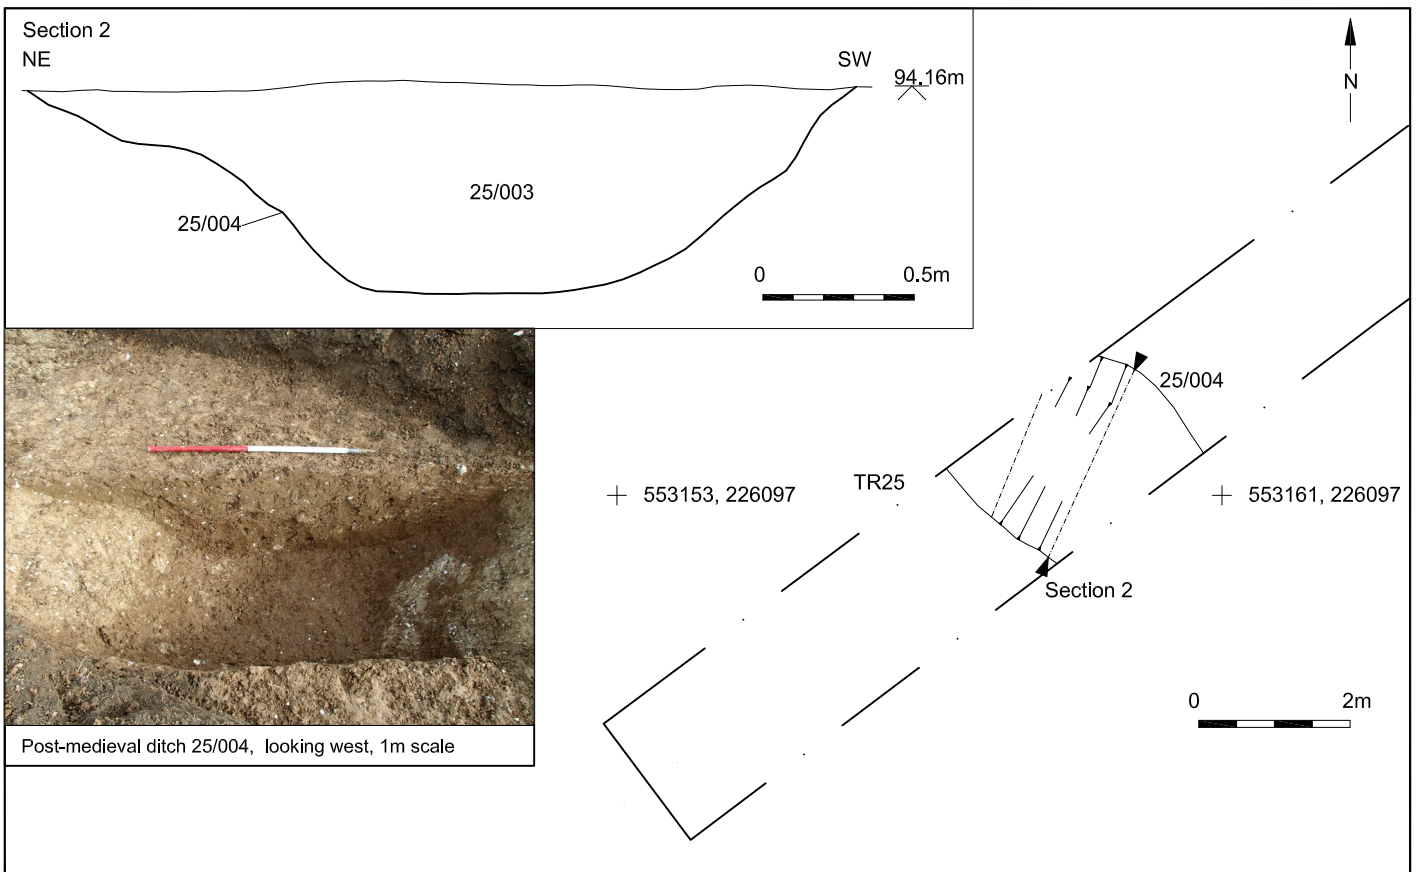 Section 2
NE
SW
94.16m
25/003
25/004
0
0.5m
N
25/004
TR25
553153, 226097
553161, 226097
Section 2
0
2m
Post-medieval ditch 25/004, looking west, 1m scale